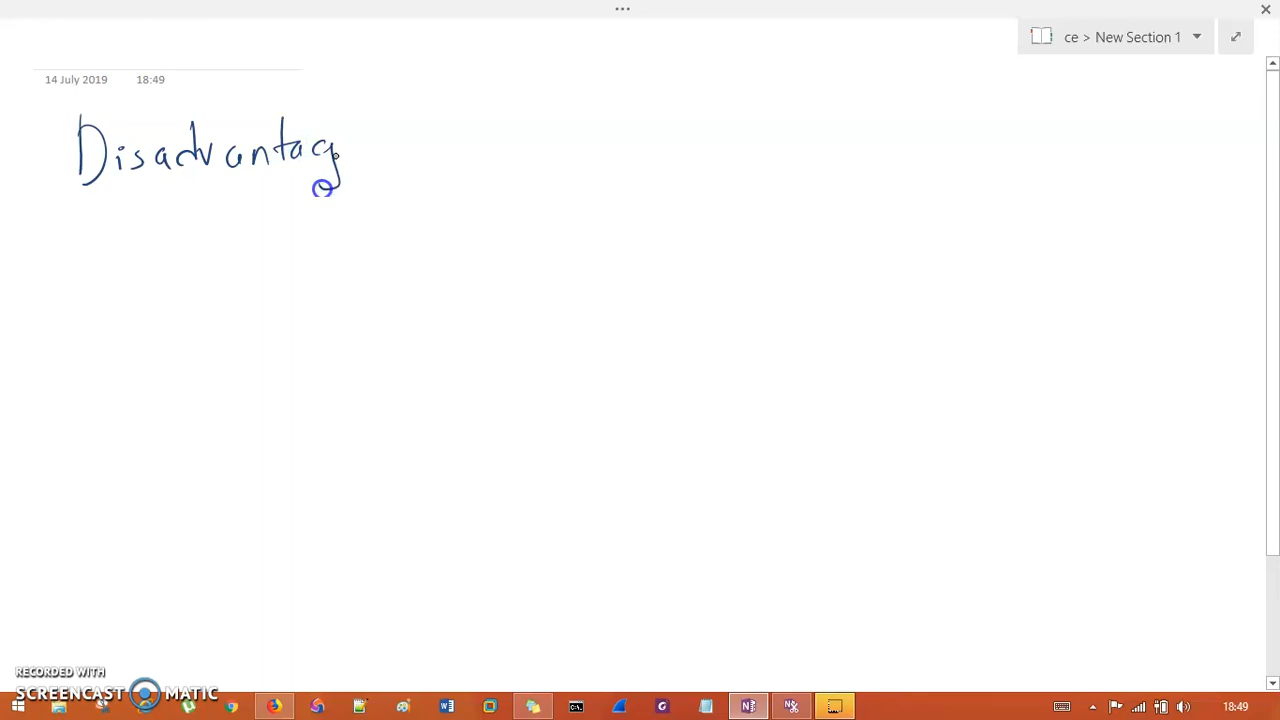 ce > New Section 1
14 July 2019 18:49
Disadvantag
RECORDED WITH
SCREENCAST MATIC
18:49